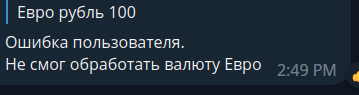 Евро рубль 100
Ошибка пользователя.
Не смог обработать валюту Евро
2:49 PM